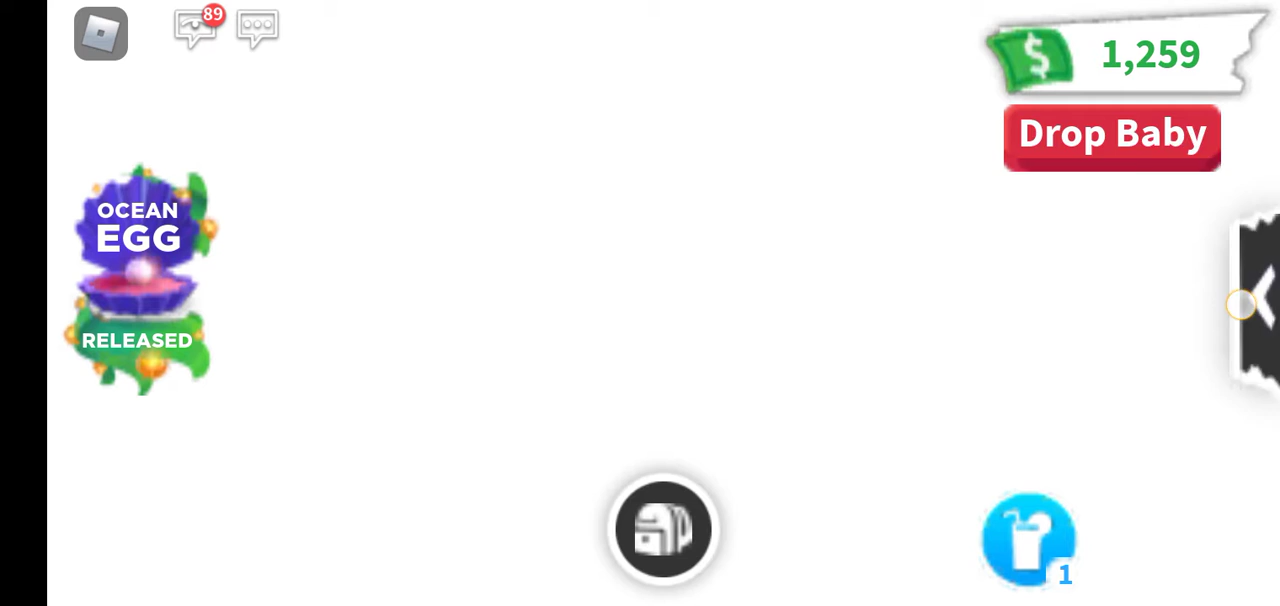 89
1,259
Drop Baby
OCEAN
EGG
RELEASED
1